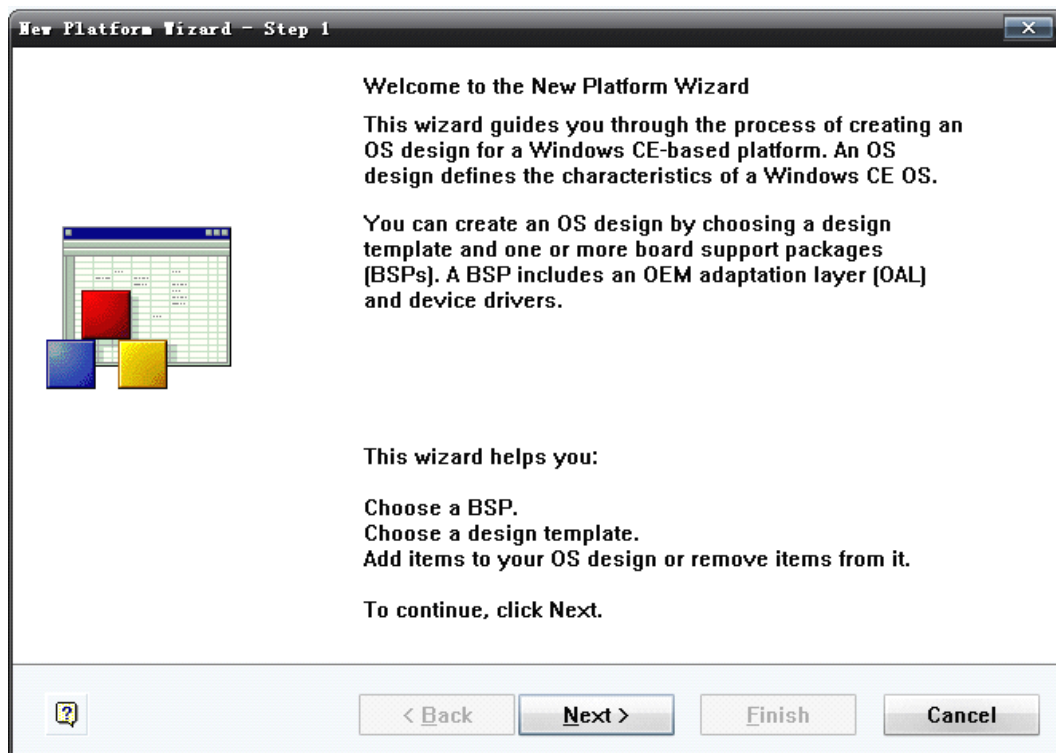 New Platform Wizard - Step 1
Welcome to the New Platform Wizard
This wizard guides you through the process of creating an
OS design for a Windows CE-based platform. An OS
design defines the characteristics of a Windows CE OS.
You can create an OS design by choosing a design
template and one or more board support packages
(BSPs). A BSP includes an OEM adaptation layer (OAL)
and device drivers.
This wizard helps you:
Choose a BSP.
Choose a design template.
Add items to your OS design or remove items from it.
To continue, click Next.
< Back
Next >
Finish
Cancel